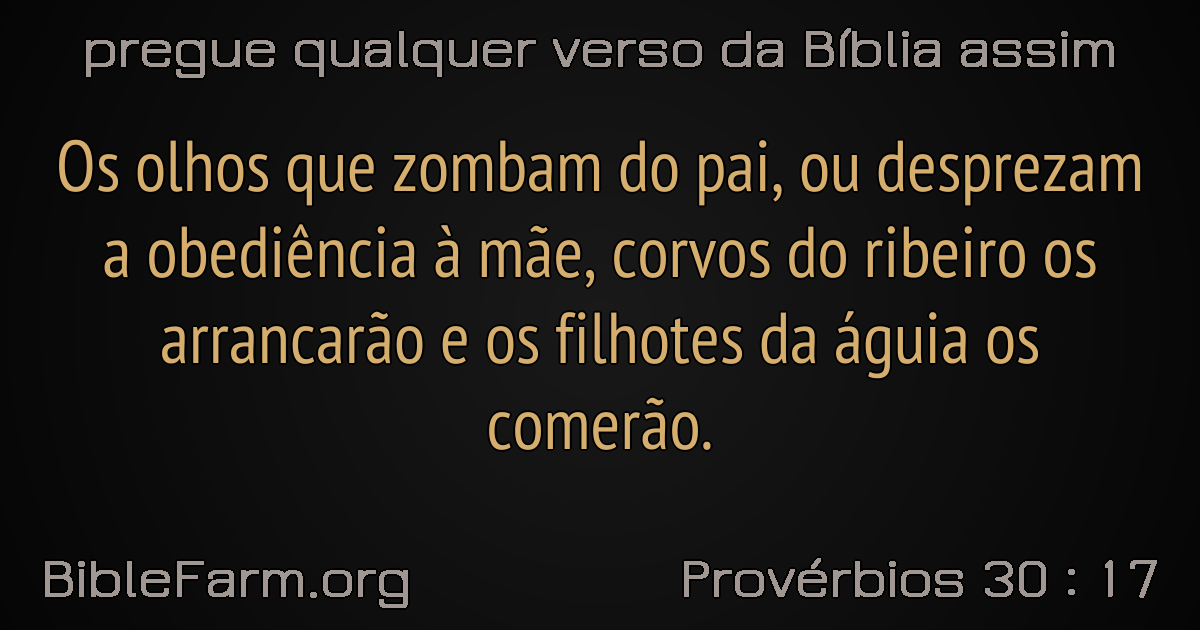 pregue qualquer verso da Bíblia assim
Os olhos que zombam do pai, ou desprezam
a obediência à mãe, corvos do ribeiro os
arrancarão e os filhotes da águia os
comerão.
BibleFarm.org
Provérbios 30 : 17